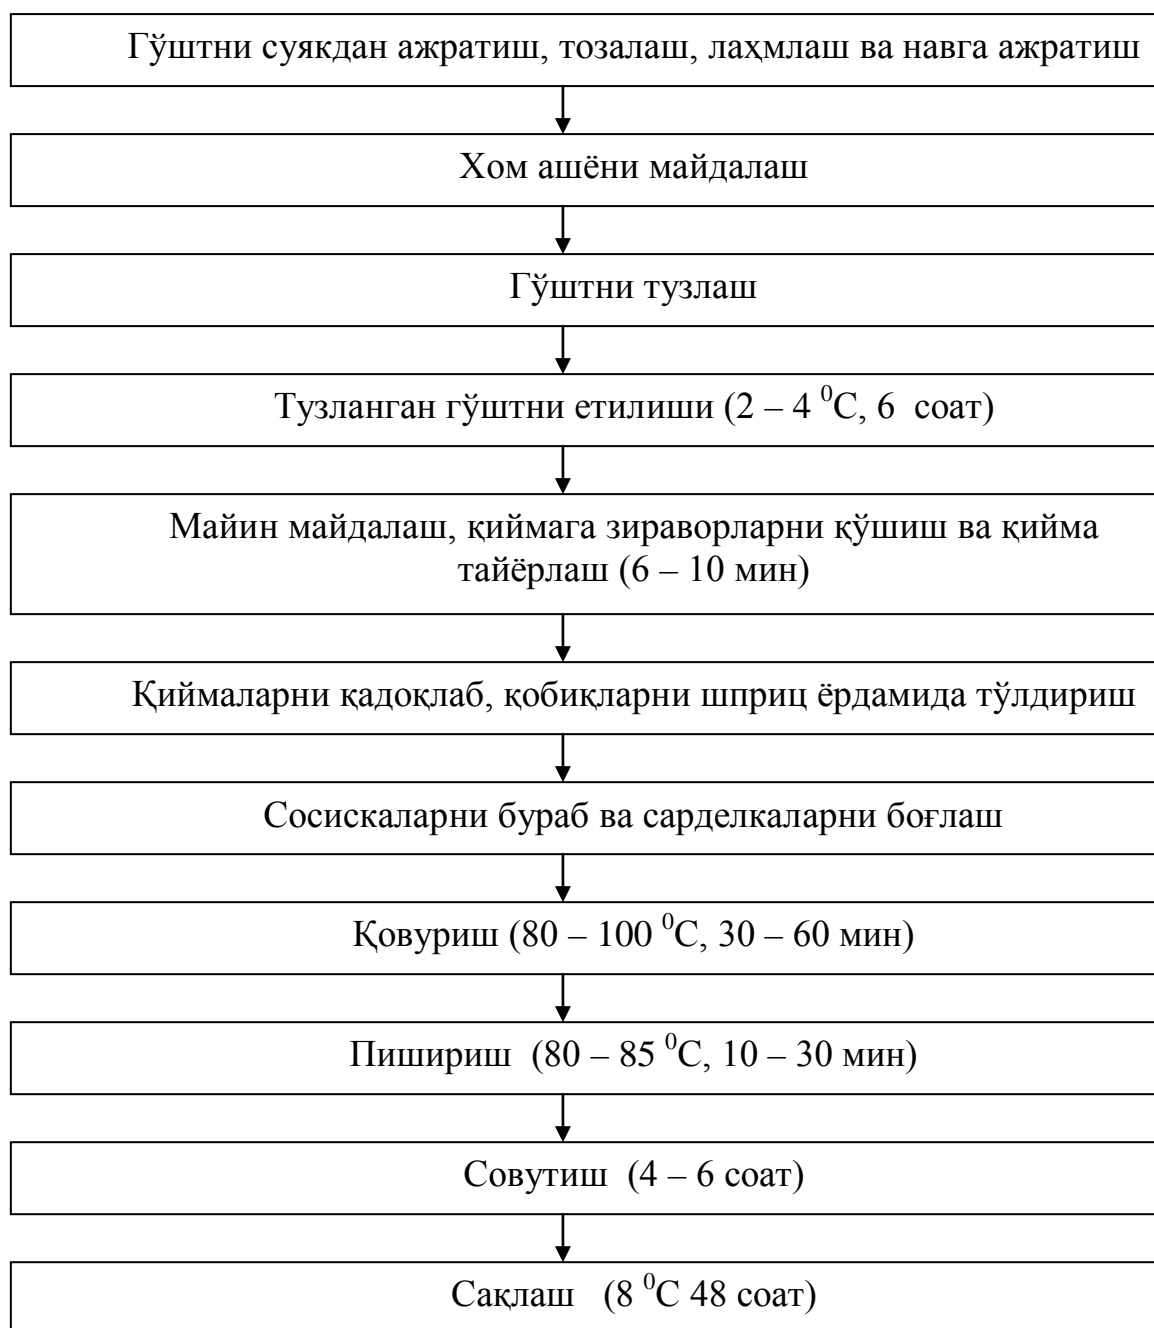 Гўштни суякдан ажратиш, тозалаш, лаҳмлаш ва навга ажратиш
Хом ашёни майдалаш
Гўштни тузлаш
Тузланган гўштни етилиши (2 – 4 ⁰С, 6 соат)
Майин майдалаш, қиймага зираворларни қўшиш ва қийма
тайёрлаш (6 – 10 мин)
Қиймаларни қадоқлаб, қобиқларни шприц ёрдамида тўлдириш
Сосискаларни бураб ва сарделкаларни боғлаш
Қовуриш (80 – 100 ⁰С, 30 – 60 мин)
Пишириш (80 – 85 ⁰С, 10 – 30 мин)
Совутиш (4 – 6 соат)
Сақлаш (8 ⁰С 48 соат)